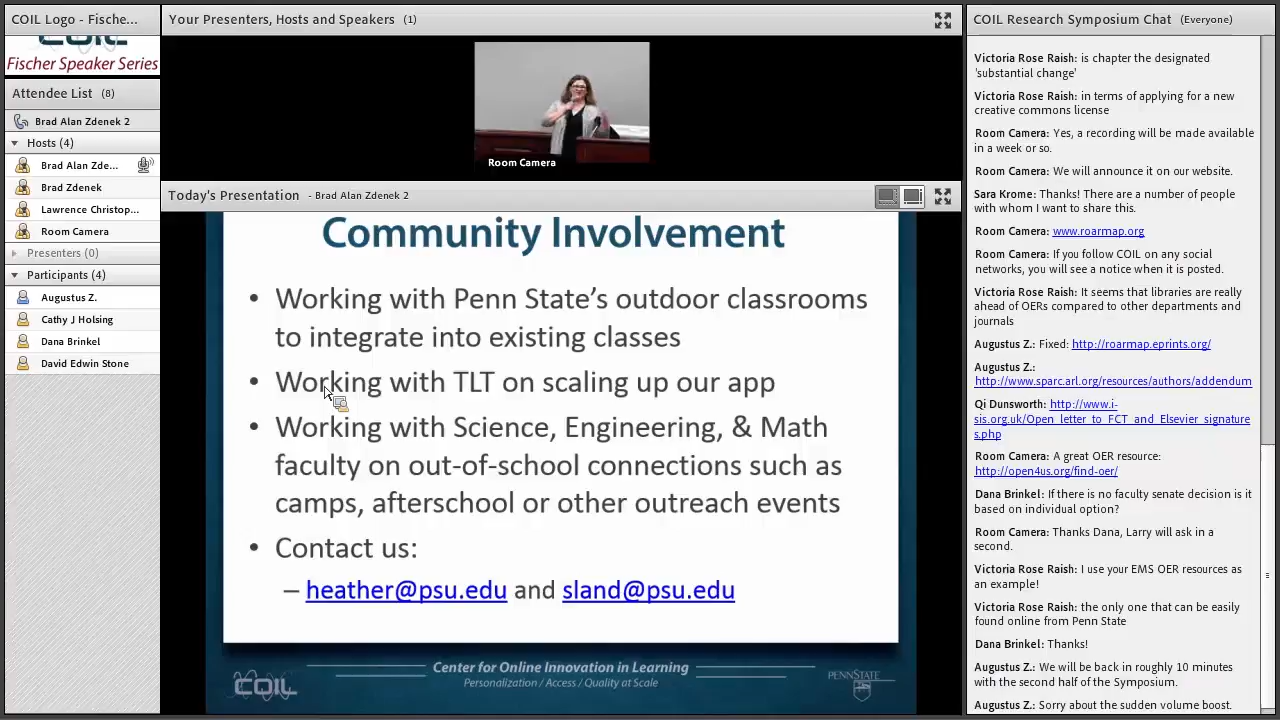 COIL Logo - Fische...
COIL
Fischer Speaker Series
Attendee List (8)
Brad Alan Zdenek 2
Hosts (4)
Brad Alan Zde...
Brad Zdenek
Lawrence Christop...
Room Camera
Presenters (0)
Participants (4)
Augustus Z.
Cathy J Holsing
Dana Brinkel
David Edwin Stone
Your Presenters, Hosts and Speakers (1)
Room Camera
Today's Presentation - Brad Alan Zdenek 2
Community Involvement
• Working with Penn State’s outdoor classrooms
to integrate into existing classes
• Working with TLT on scaling up our app
• Working with Science, Engineering, & Math
faculty on out-of-school connections such as
camps, afterschool or other outreach events
• Contact us:
– heather@psu.edu and sland@psu.edu
COIL
Center for Online Innovation in Learning
Personalization / Access / Quality at Scale
PENNSTATE
COIL Research Symposium Chat (Everyone)
Victoria Rose Raish: is chapter the designated
'substantial change'
Victoria Rose Raish: in terms of applying for a new
creative commons license
Room Camera: Yes, a recording will be made available
in a week or so.
Room Camera: We will announce it on our website.
Sara Krome: Thanks! There are a number of people
with whom I want to share this.
Room Camera: www.roarmap.org
Room Camera: If you follow COIL on any social
networks, you will see a notice when it is posted.
Victoria Rose Raish: It seems that libraries are really
ahead of OERs compared to other departments and
journals
Augustus Z.: Fixed: http://roarmap.eprints.org/
Augustus Z.:
http://www.sparc.arl.org/resources/authors/addendum
Qi Dunsworth: http://www.i-
sis.org.uk/Open_letter_to_FCT_and_Elsevier_signature
s.php
Room Camera: A great OER resource:
http://open4us.org/find-oer/
Dana Brinkel: If there is to faculty senate decision is it
based on individual option?
Room Camera: Thanks Dana, Larry will ask in a
second.
Victoria Rose Raish: I use your EMS OER resources as
an example!
Victoria Rose Raish: the only one that can be easily
found online from Penn State
Dana Brinkel: Thanks!
Augustus Z.: We will be back in roughly 10 minutes
with the second half of the Symposium.
Augustus Z.: Sorry about the sudden volume boost.